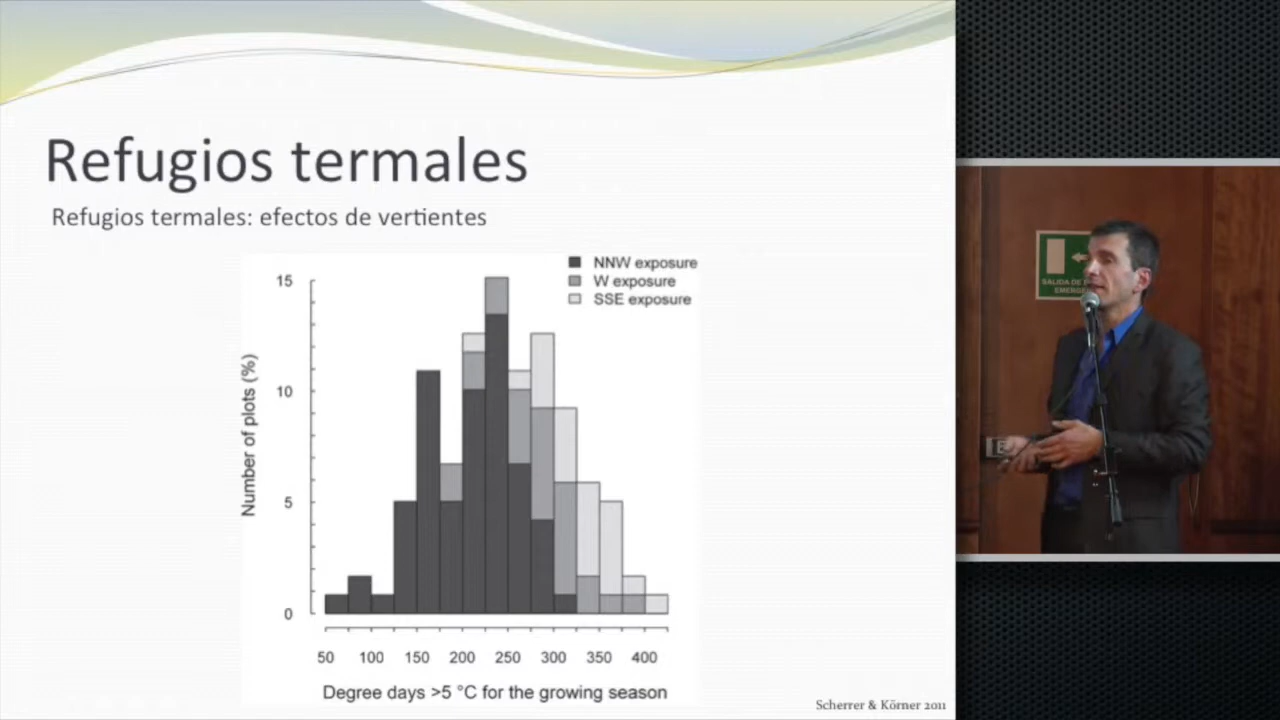 Refugios termales
Refugios termales: efectos de vertientes
NNW exposure
W exposure
SSE exposure
Number of plots (%)
15
10
5
0
50 100 150 200 250 300 350 400
Degree days >5 °C for the growing season
Scherrer & Körner 2011
SALIDA DE